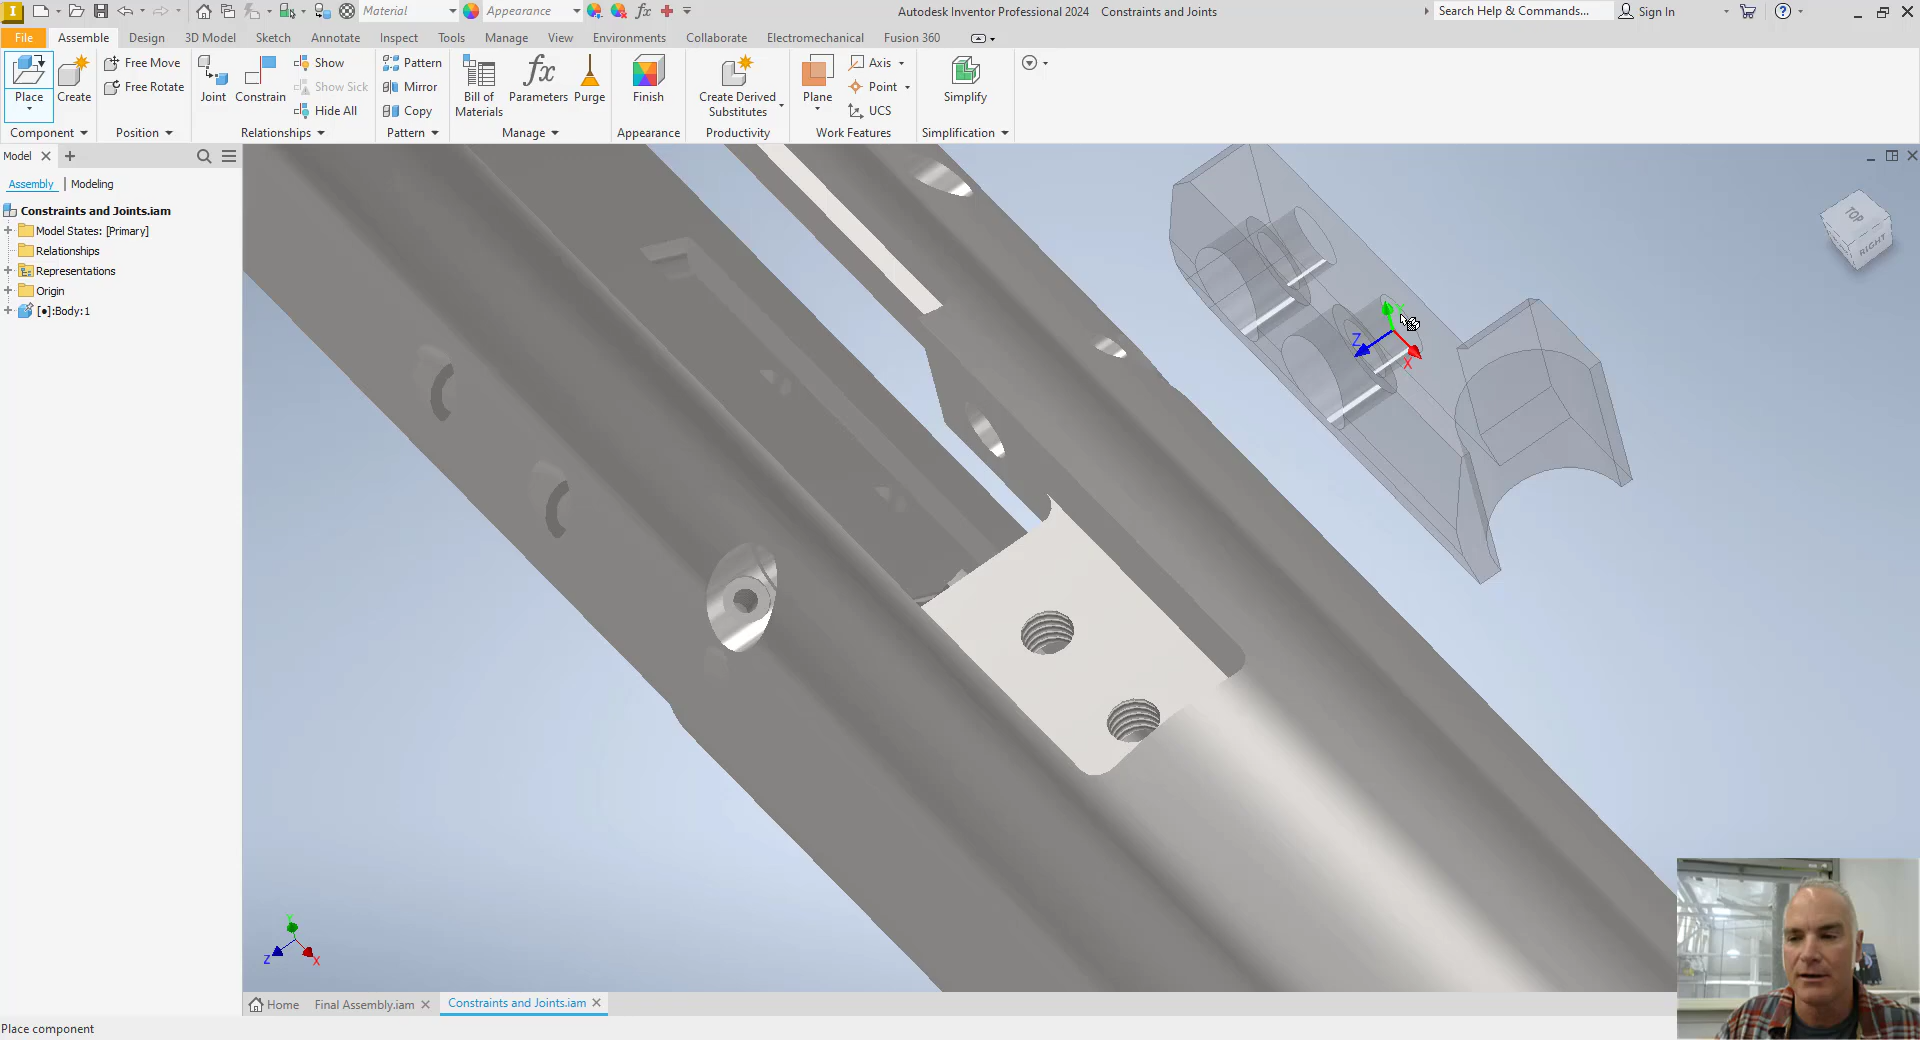 Material
Appearance
Autodesk Inventor Professional 2024 Constraints and Joints
Search Help & Commands...
Sign In
File
Assemble
Design
3D Model
Sketch
Annotate
Inspect
Tools
Manage
View
Environments
Collaborate
Electromechanical
Fusion 360
Place
Create
Free Move
Free Rotate
Joint
Constrain
Show
Show Sick
Hide All
Pattern
Mirror
Copy
Bill of
Materials
fx
Parameters
Purge
Finish
Create Derived
Substitutes
Plane
Axis
Point
UCS
Simplify
Component
Position
Relationships
Pattern
Manage
Appearance
Productivity
Work Features
Simplification
Model
Assembly
Modeling
Constraints and Joints.iam
Model States: [Primary]
Relationships
Representations
Origin
[●]:Body:1
TOP
RIGHT
Y
Z
X
Y
Z
X
Home
Final Assembly.iam
Constraints and Joints.iam
Place component